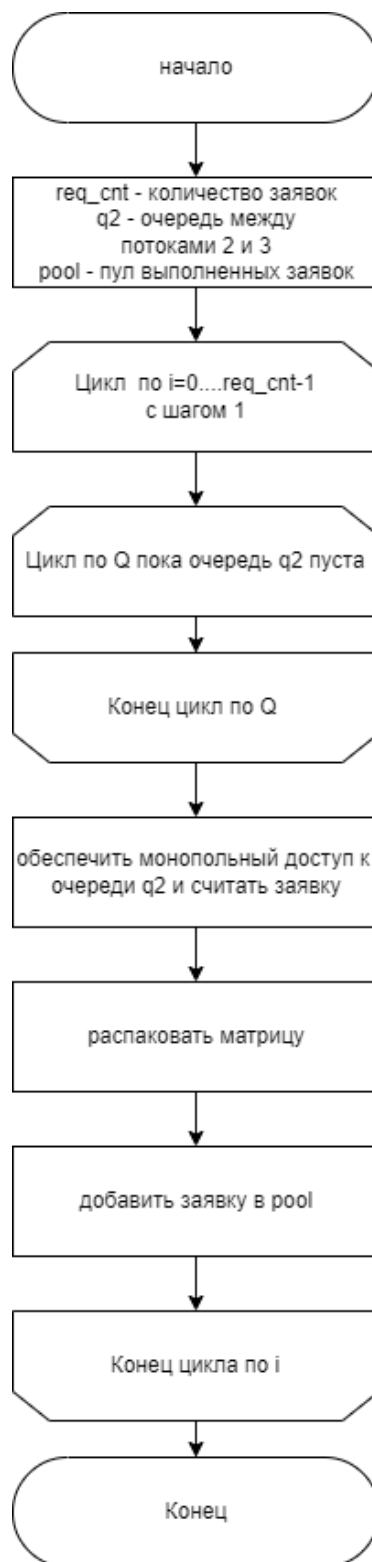 начало
req_cnt - количество заявок
q2 - очередь между
потоками 2 и 3
pool - пул выполненных заявок
Цикл по i=0....req_cnt-1
с шагом 1
Цикл по Q пока очередь q2 пуста
Конец цикл по Q
обеспечить монопольный доступ к
очереди q2 и считать заявку
распаковать матрицу
добавить заявку в pool
Конец цикла по i
Конец